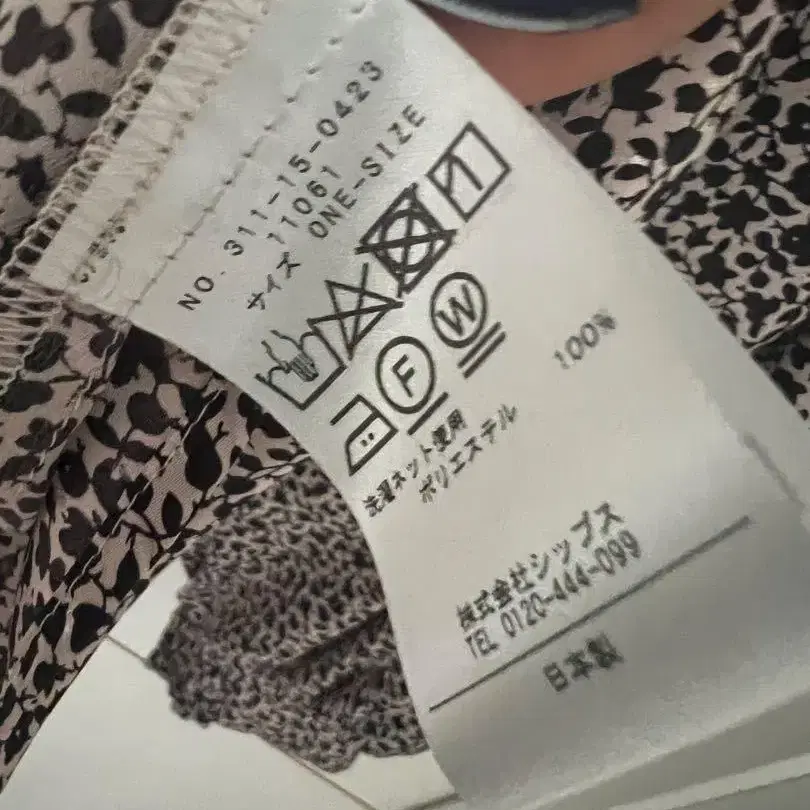 NO. 311-15-0423
11061
サイズ ONE-SIZE
F
W
洗濯ネット使用
ポリエステル 100%
株式会社シップス
TEL 0120-444-099
日本製